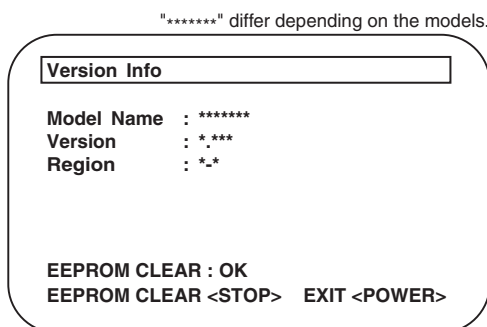 "*******" differ depending on the models.
Version Info
Model Name : *******
Version : *.***
Region : *-*
EEPROM CLEAR : OK
EEPROM CLEAR <STOP> EXIT <POWER>